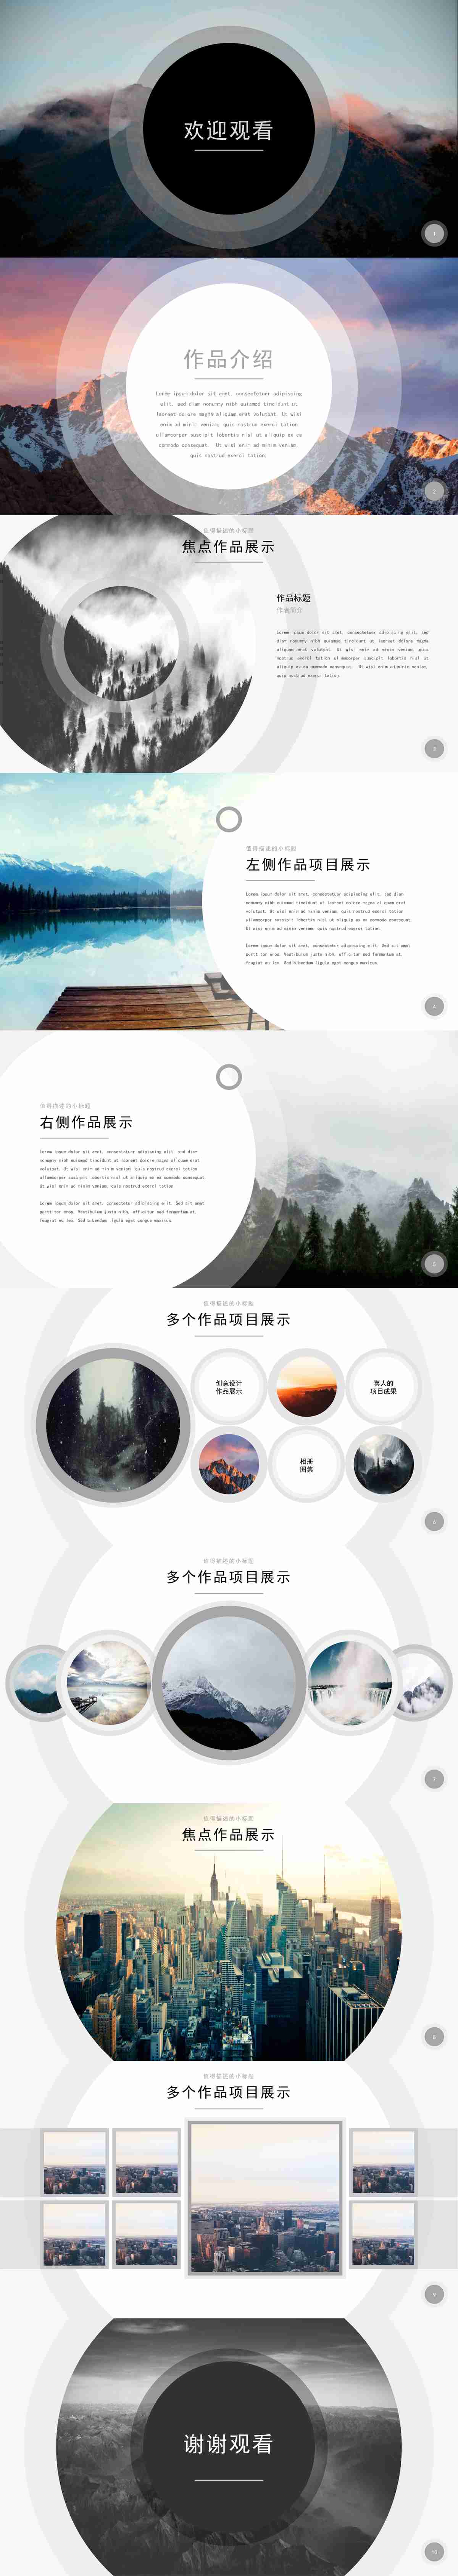 欢迎观看
1
作品介绍
Lorem ipsum dolor sit amet, consectetuer adipiscing
elit, sed diam nonummy nibh euismod tincidunt ut
laoreet dolore magna aliquam erat volutpat. Ut wisi
enim ad minim veniam, quis nostrud exersi tation
ullamcorper suscipit lobortis nisl ut aliquip ex ea
commodo consequat. Ut wisi enim ad minim veniam,
quis nostrud exersi tation.
2
值得描述的小标题
焦点作品展示
作品标题
作者简介
Lorem ipsum dolor sit amet, consectetuer adipiscing elit, sed
diam nonummy nibh euismod tincidunt ut laoreet dolore magna
aliquam erat volutpat. Ut wisi enim ad minim veniam, quis
nostrud exersi tation ullamcorper suscipit lobortis nisl ut
aliquip ex ea commodo consequat. Ut wisi enim ad minim veniam,
quis nostrud exersi tation.
3
值得描述的小标题
左侧作品项目展示
Lorem ipsum dolor sit amet, consectetuer adipiscing elit, sed diam
nonummy nibh euismod tincidunt ut laoreet dolore magna aliquam erat
volutpat. Ut wisi enim ad minim veniam, quis nostrud exersi tation
ullamcorper suscipit lobortis nisl ut aliquip ex ea commodo consequat.
Ut wisi enim ad minim veniam, quis nostrud exersi tation.
Lorem ipsum dolor sit amet, consectetur adipiscing elit. Sed sit amet
porttitor eros. Vestibulum justo nibh, efficitur sed fermentum at,
feugiat eu leo. Sed bibendum ligula eget congue maximus.
4
值得描述的小标题
右侧作品展示
Lorem ipsum dolor sit amet, consectetuer adipiscing elit, sed diam
nonummy nibh euismod tincidunt ut laoreet dolore magna aliquam erat
volutpat. Ut wisi enim ad minim veniam, quis nostrud exersi tation
ullamcorper suscipit lobortis nisl ut aliquip ex ea commodo consequat.
Ut wisi enim ad minim veniam, quis nostrud exersi tation.
Lorem ipsum dolor sit amet, consectetur adipiscing elit. Sed sit amet
porttitor eros. Vestibulum justo nibh, efficitur sed fermentum at,
feugiat eu leo. Sed bibendum ligula eget congue maximus.
5
值得描述的小标题
多个作品项目展示
创意设计
作品展示
喜人的
项目成果
相册
图集
6
值得描述的小标题
多个作品项目展示
7
值得描述的小标题
焦点作品展示
8
值得描述的小标题
多个作品项目展示
9
谢谢观看
10